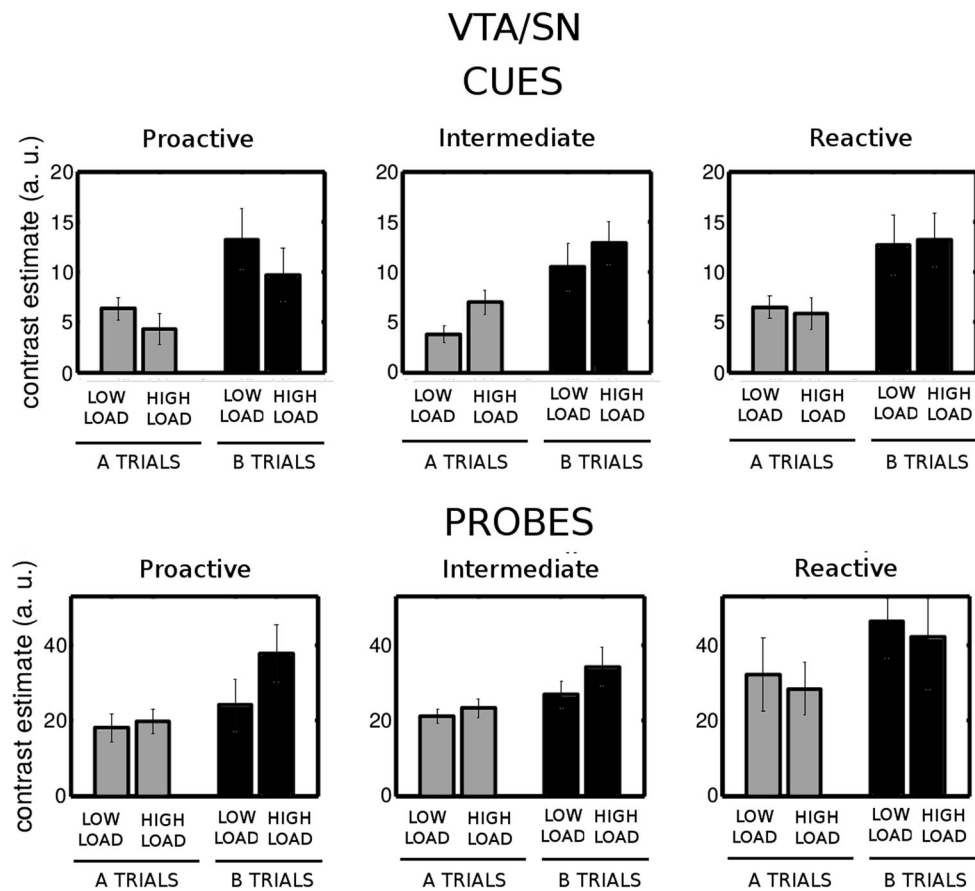 VTA/SN
CUES
Proactive Intermediate Reactive
contrast estimate (a. u.)
20 20 20
15 15 15
10 10 10
5 5 5
0 0 0
LOW HIGH LOW HIGH LOW HIGH LOW HIGH LOW HIGH LOW HIGH
LOAD LOAD LOAD LOAD LOAD LOAD LOAD LOAD LOAD LOAD LOAD LOAD
A TRIALS B TRIALS A TRIALS B TRIALS A TRIALS B TRIALS
PROBES
Proactive Intermediate Reactive
contrast estimate (a. u.)
40 40 40
20 20 20
0 0 0
LOW HIGH LOW HIGH LOW HIGH LOW HIGH LOW HIGH LOW HIGH
LOAD LOAD LOAD LOAD LOAD LOAD LOAD LOAD LOAD LOAD LOAD LOAD
A TRIALS B TRIALS A TRIALS B TRIALS A TRIALS B TRIALS